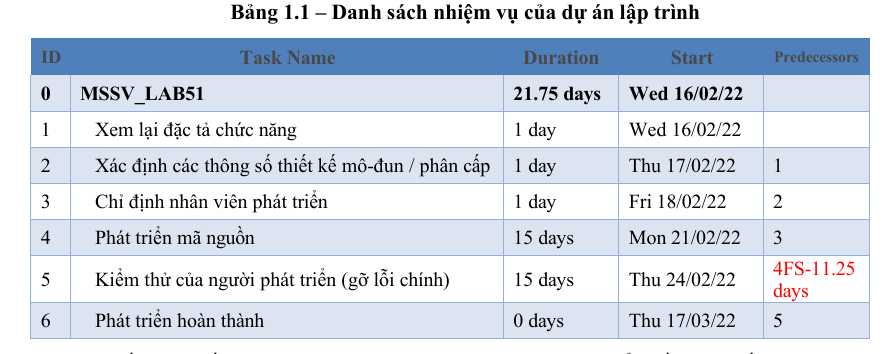 Bảng 1.1 – Danh sách nhiệm vụ của dự án lập trình
ID Task Name Duration Start Predecessors
0 MSSV_LAB51 21.75 days Wed 16/02/22
1 Xem lại đặc tả chức năng 1 day Wed 16/02/22
2 Xác định các thông số thiết kế mô-đun / phân cấp 1 day Thu 17/02/22 1
3 Chỉ định nhân viên phát triển 1 day Fri 18/02/22 2
4 Phát triển mã nguồn 15 days Mon 21/02/22 3
5 Kiểm thử của người phát triển (gỡ lỗi chính) 15 days Thu 24/02/22 4FS-11.25
days
6 Phát triển hoàn thành 0 days Thu 17/03/22 5